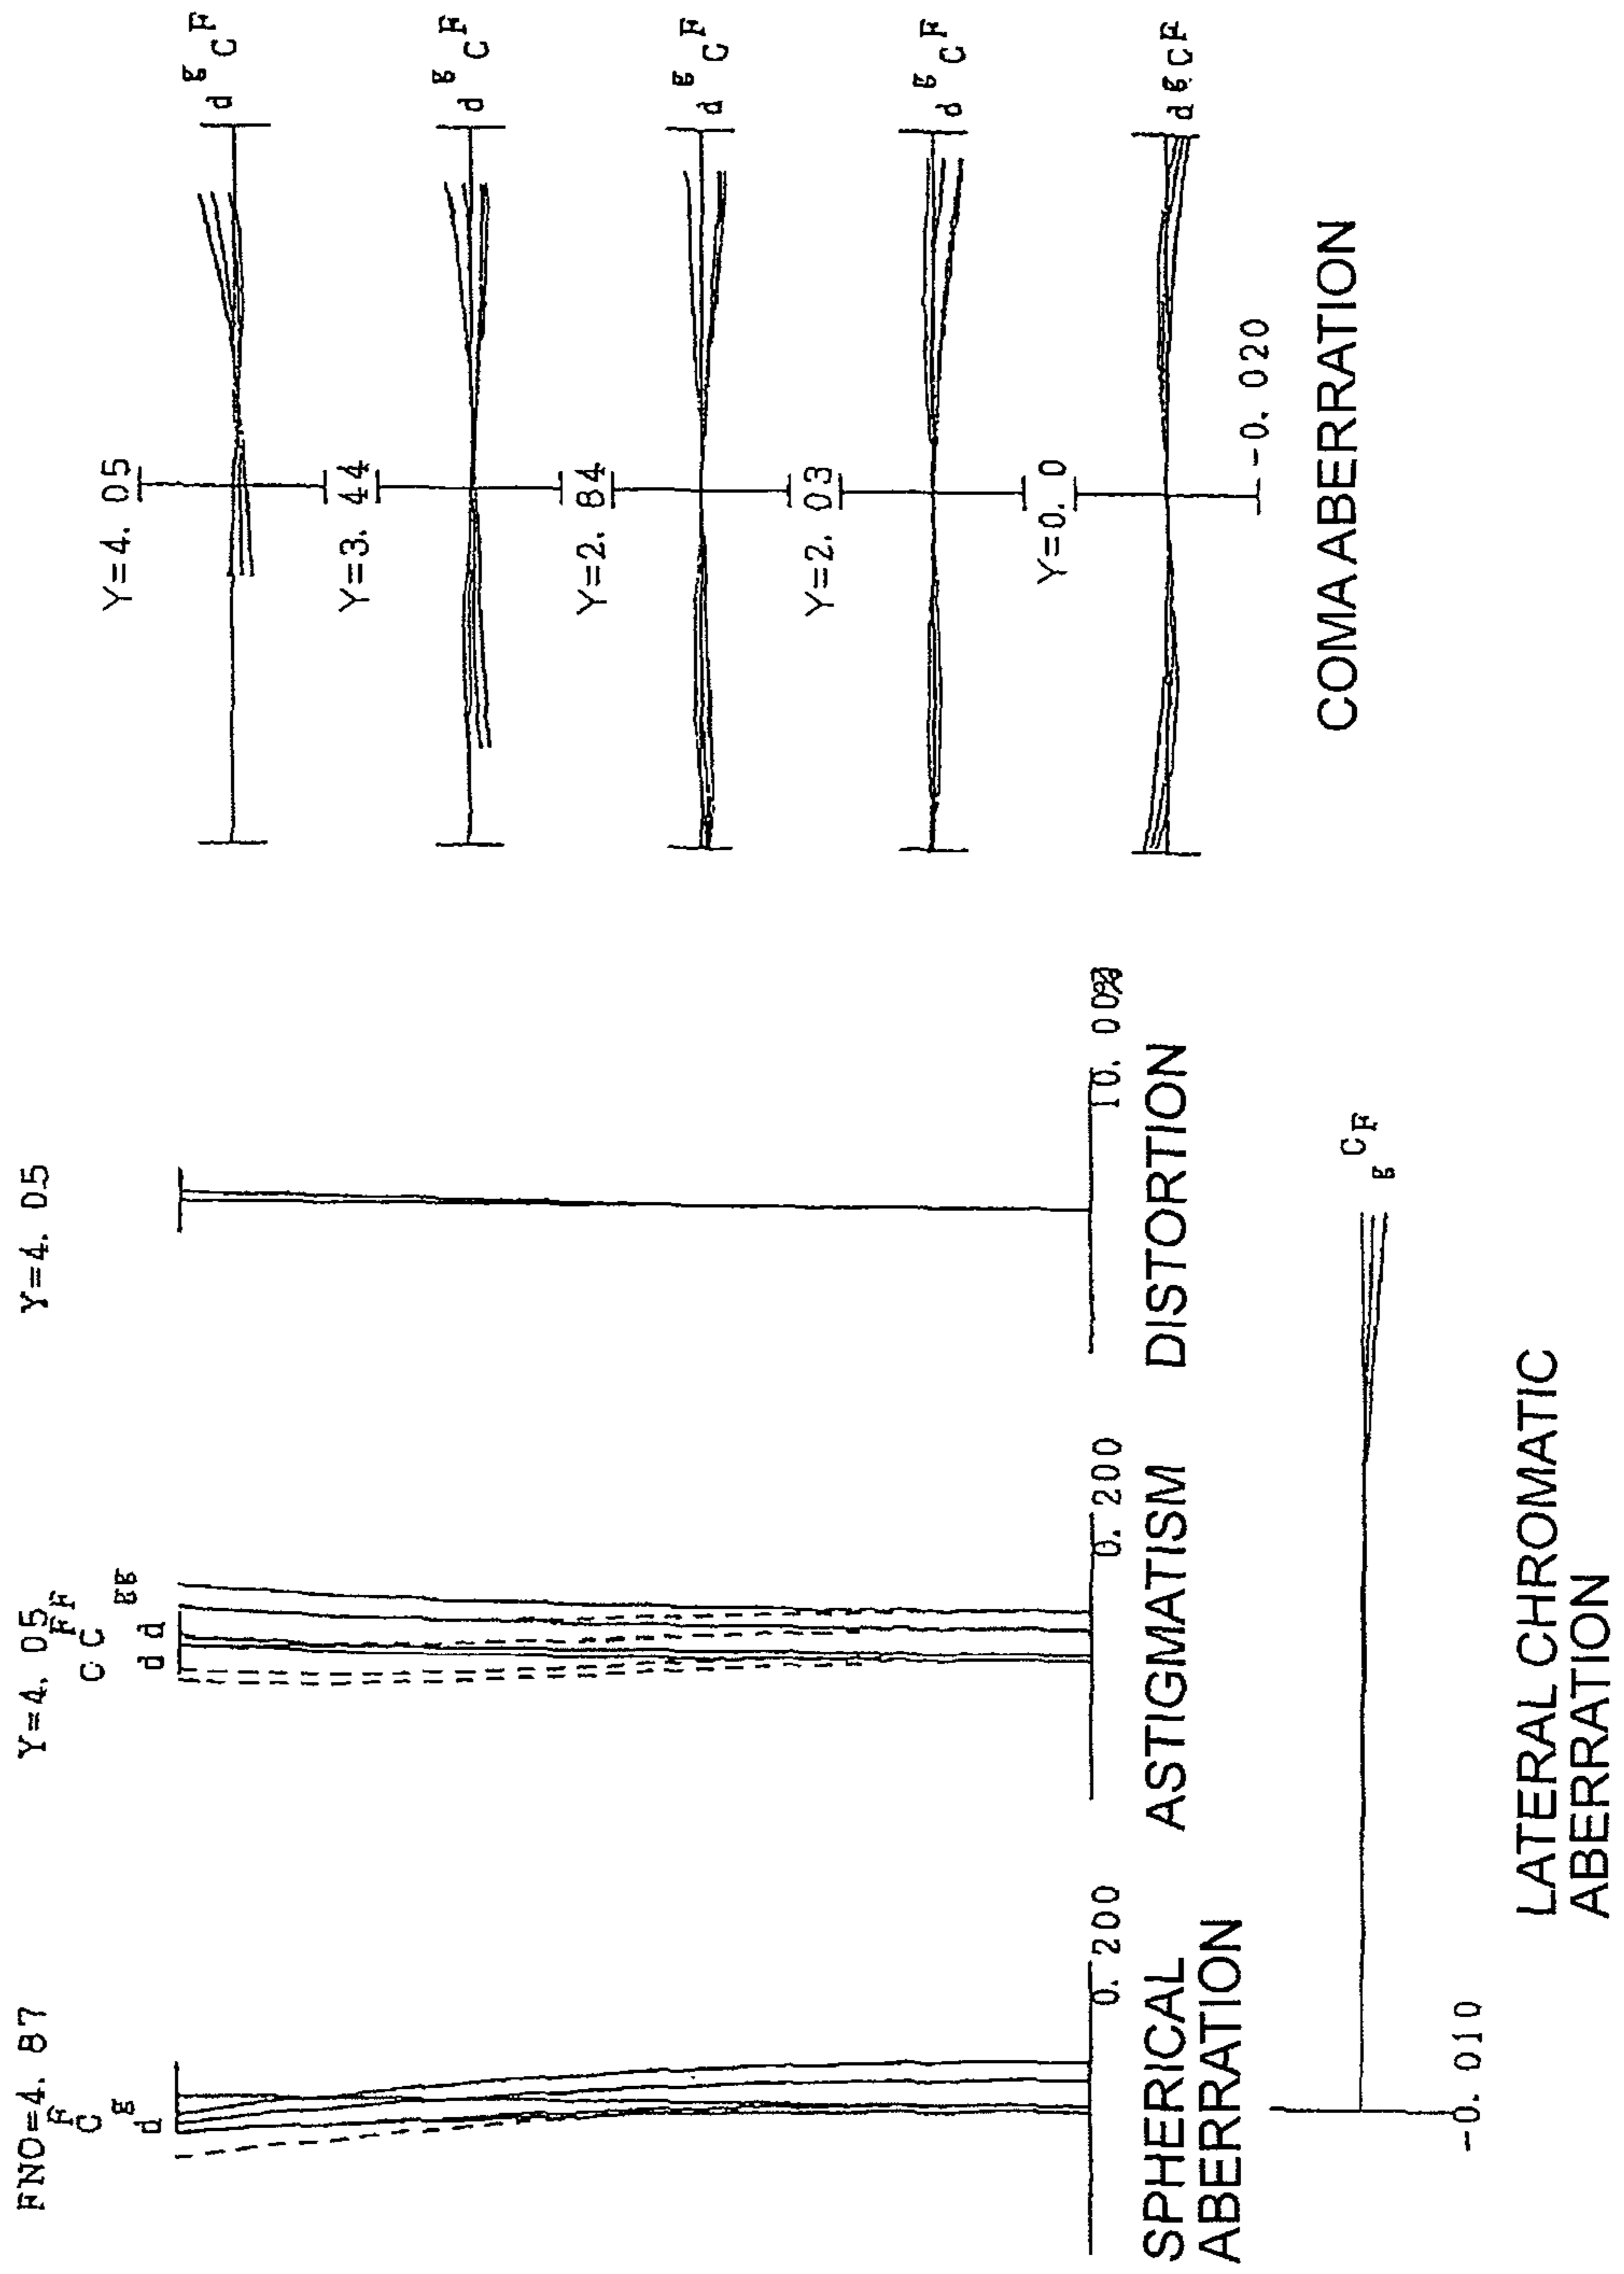 FNO=4. 87
F
C
g
d
0. 200
SPHERICAL
ABERRATION
Y=4. 05
F F
C C
g g
d d
0. 200
ASTIGMATISM
Y=4. 05
10. 00%
DISTORTION
-0. 010
g C F
LATERAL CHROMATIC
ABERRATION
Y=4. 05
d g C F
Y=3. 44
d g C F
Y=2. 84
d g C F
Y=2. 03
d g C F
Y=0. 0
d g C F
-0. 020
COMA ABERRATION